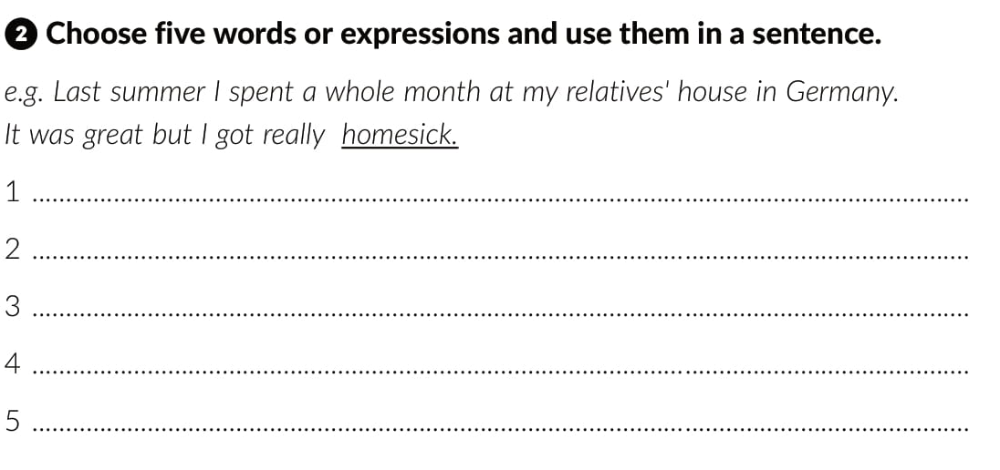 2 Choose five words or expressions and use them in a sentence.
e.g. Last summer I spent a whole month at my relatives' house in Germany.
It was great but I got really homesick.
1 ................................................................................
2 ................................................................................
3 ................................................................................
4 ................................................................................
5 ................................................................................